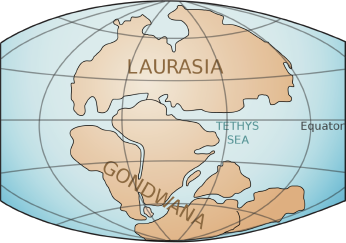 LAURASIA
TETHYS
SEA
Equator
GONDWANA